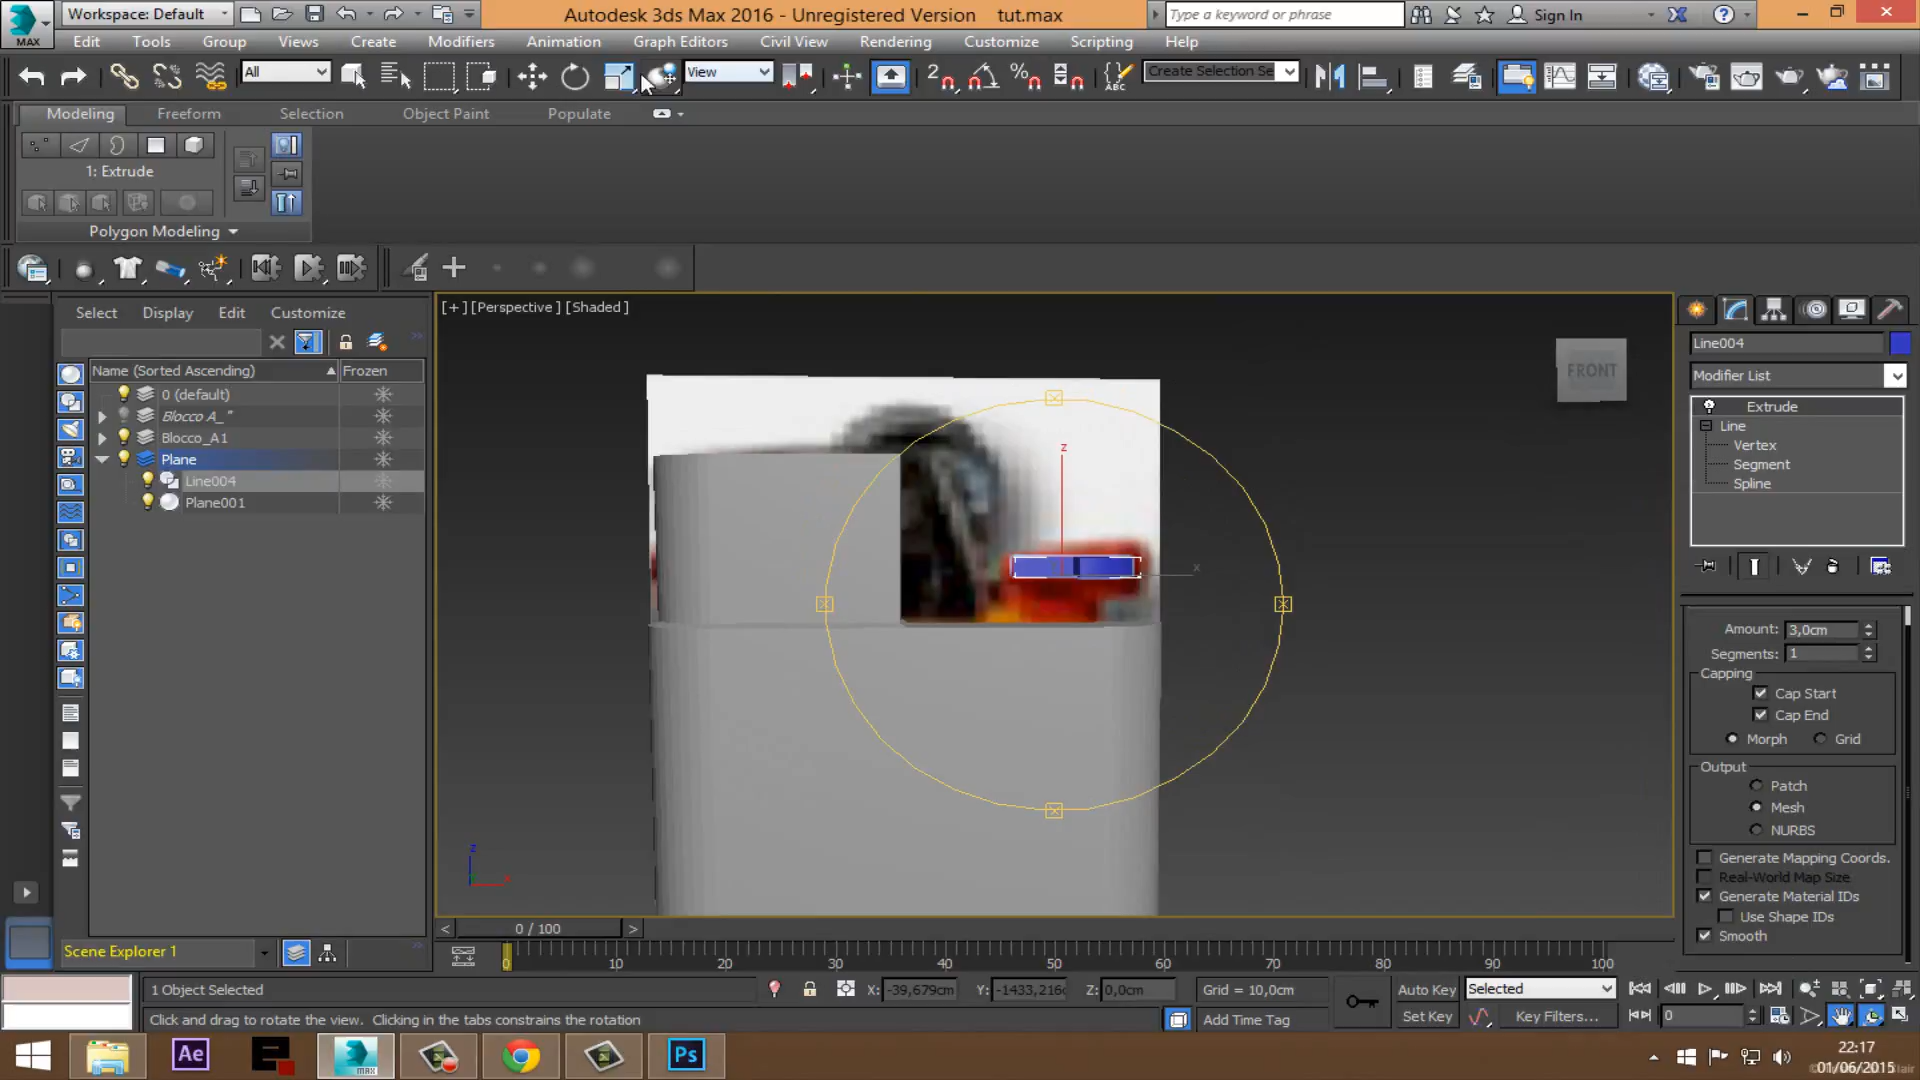 Workspace: Default
Autodesk 3ds Max 2016 - Unregistered Version tut.max
Type a keyword or phrase
Sign In
MAX
Edit Tools Group Views Create Modifiers Animation Graph Editors Civil View Rendering Customize Scripting Help
All
View
Create Selection Se
ABC
Modeling Freeform Selection Object Paint Populate
1: Extrude
Polygon Modeling
Select Display Edit Customize
Name (Sorted Ascending) Frozen
0 (default)
Blocco A_"
Blocco_A1
Plane
Line004
Plane001
[+] [Perspective] [Shaded]
FRONT
z
x
z
x
Line004
Modifier List
Extrude
Line
Vertex
Segment
Spline
Amount: 3,0cm
Segments: 1
Capping
Cap Start
Cap End
Morph Grid
Output
Patch
Mesh
NURBS
Generate Mapping Coords.
Real-World Map Size
Generate Material IDs
Use Shape IDs
Smooth
0 / 100
Scene Explorer 1
0 10 20 30 40 50 60 70 80 90 100
1 Object Selected
X: -39,679cm Y: -1433,216c Z: 0,0cm Grid = 10,0cm
Auto Key Selected
Click and drag to rotate the view. Clicking in the tabs constrains the rotation
Add Time Tag
Set Key Key Filters...
0
Ae
MAX
Ps
22:17
01/06/2015